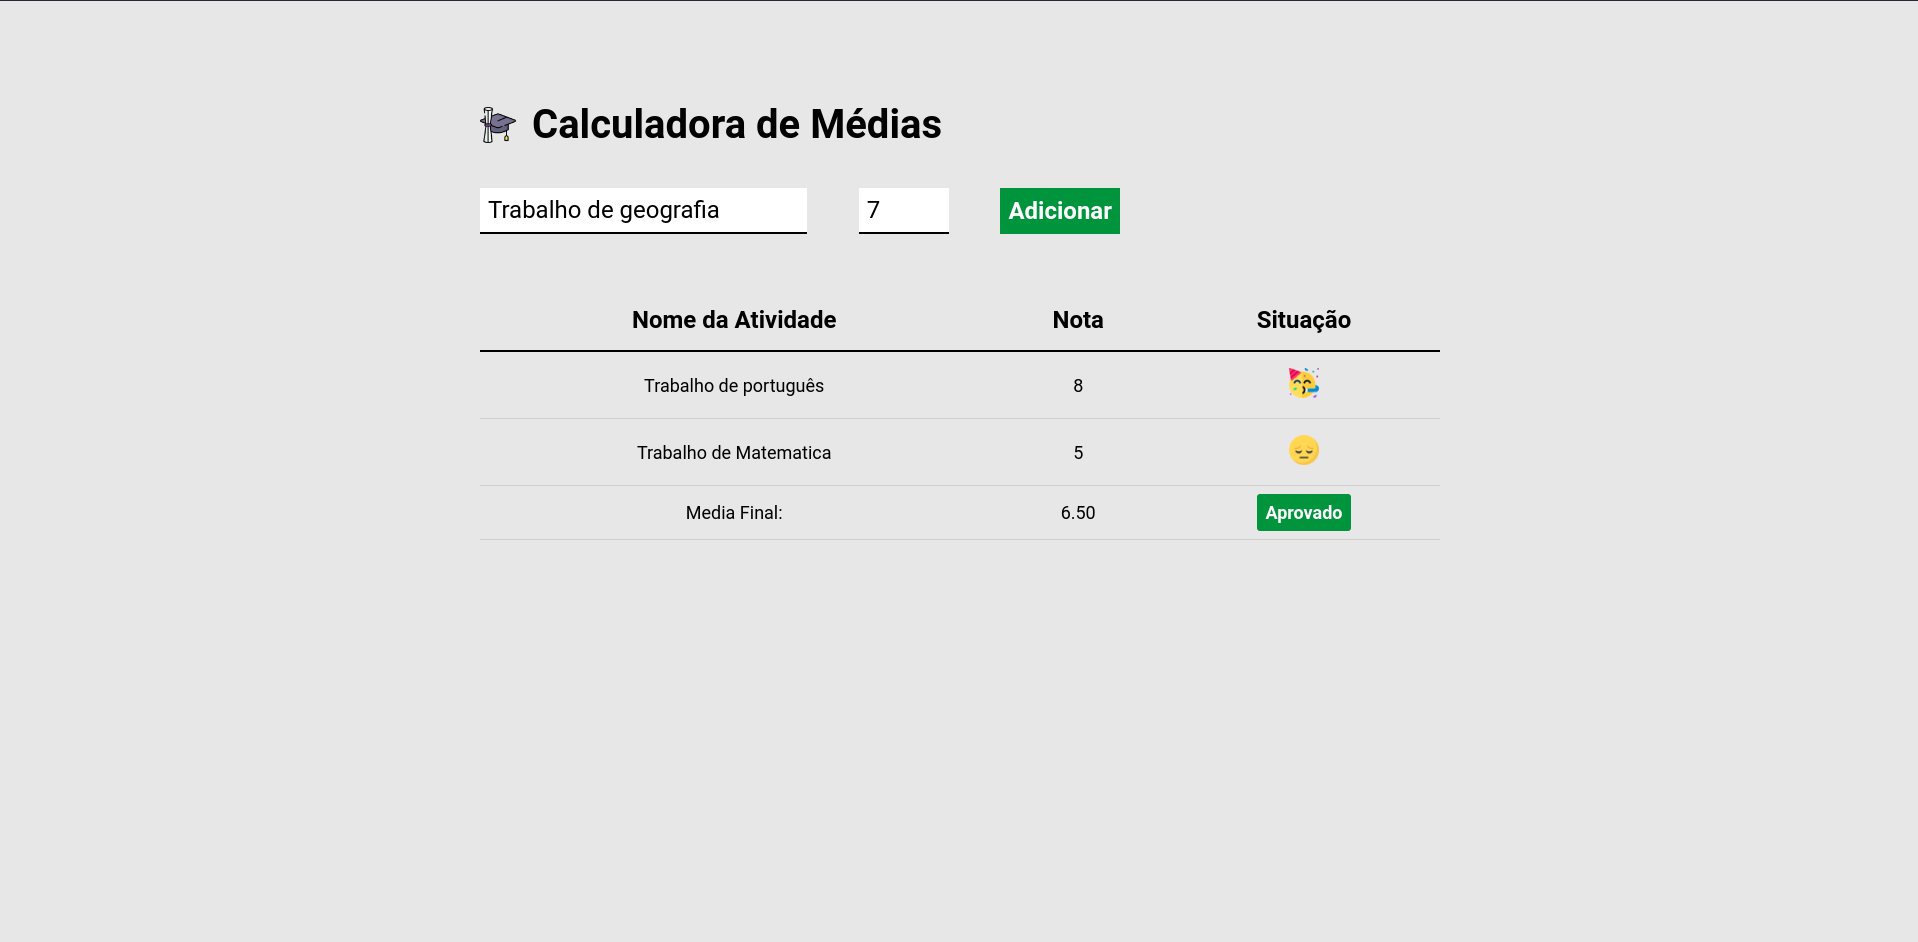 Calculadora de Médias
Trabalho de geografia 7 Adicionar
Nome da Atividade Nota Situação
Trabalho de português 8
Trabalho de Matematica 5
Media Final: 6.50 Aprovado